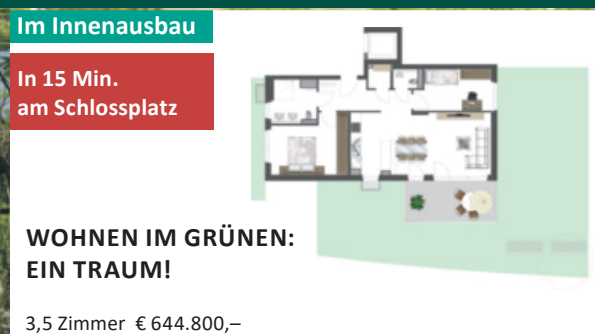 Im Innenausbau
In 15 Min.
am Schlossplatz
WOHNEN IM GRÜNEN:
EIN TRAUM!
3,5 Zimmer € 644.800,–